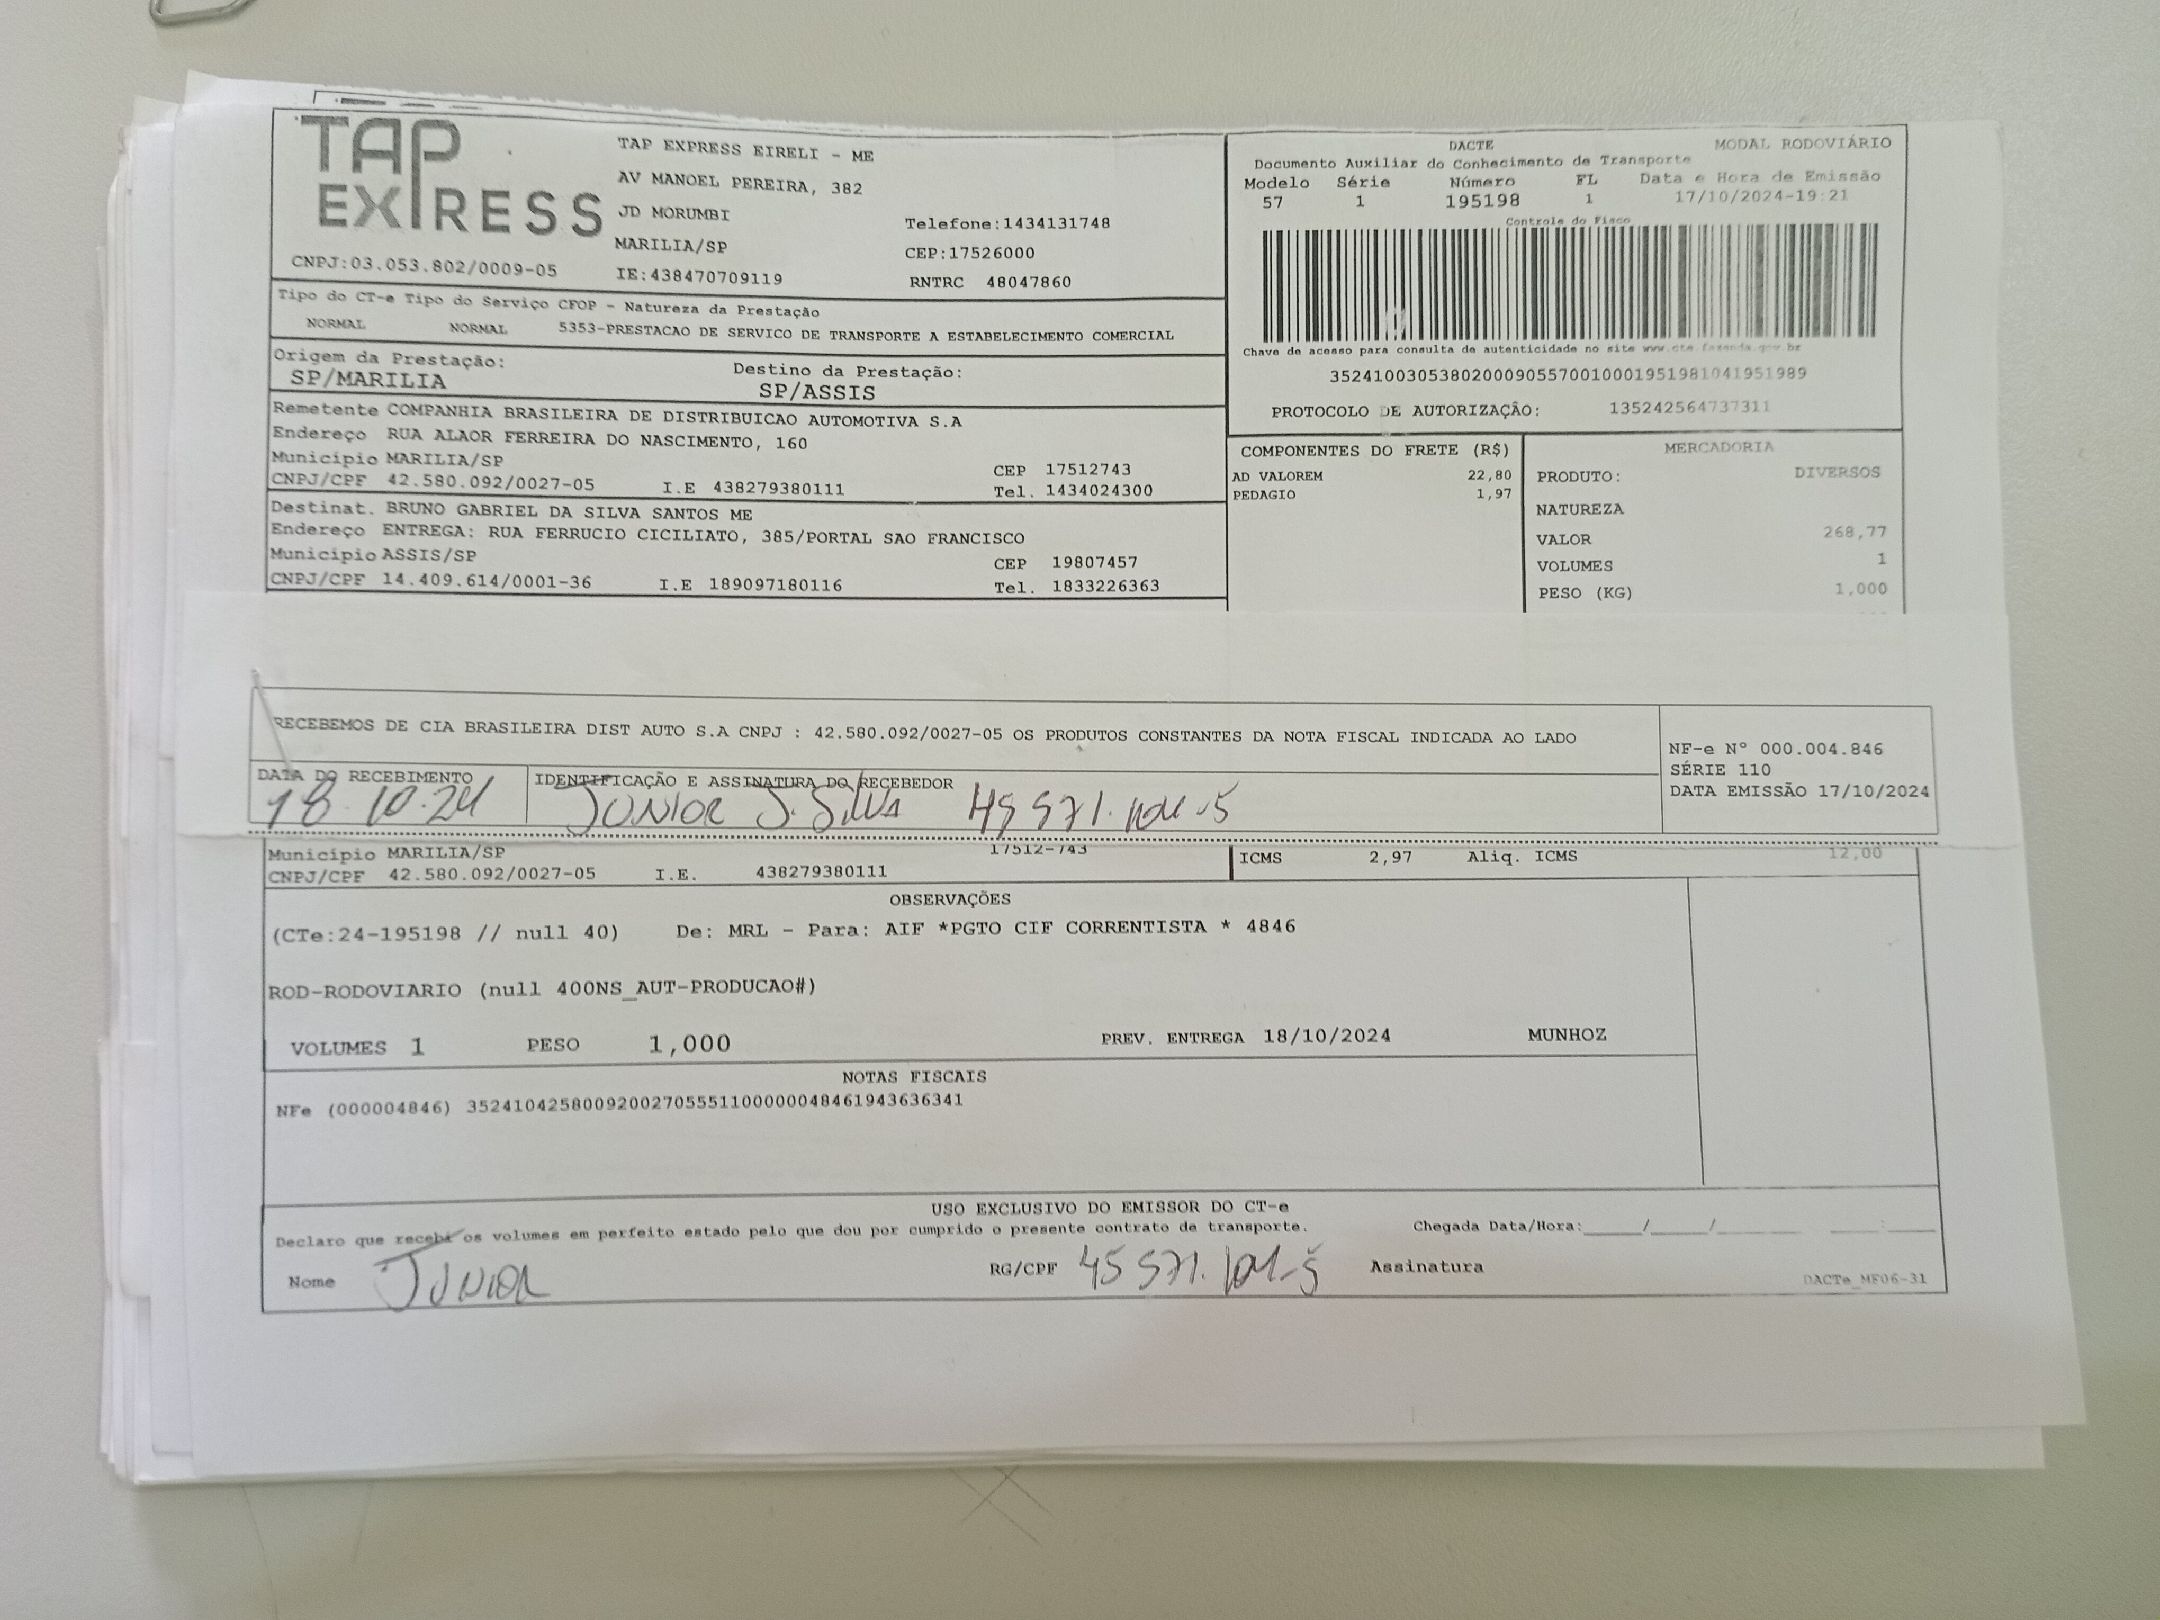 TAP EXPRESS
TAP EXPRESS EIRELI - ME
AV MANOEL PEREIRA, 382
JD MORUMBI
MARILIA/SP
IE:438470709119
Telefone:1434131748
CEP:17526000
RNTRC 48047860
CNPJ:03.053.802/0009-05
DACTE MODAL RODOVIÁRIO
Documento Auxiliar do Conhecimento de Transporte
Modelo Série Número FL Data e Hora de Emissão
57 1 195198 1 17/10/2024-19:21
Controle do Fisco
Chave de acesso para consulta de autenticidade no site www.cte.fazenda.gov.br
35241003053802000905570010001951981041951989
PROTOCOLO DE AUTORIZAÇÃO: 135242564737311
Tipo do CT-e Tipo do Serviço CFOP - Natureza da Prestação
NORMAL NORMAL 5353-PRESTACAO DE SERVICO DE TRANSPORTE A ESTABELECIMENTO COMERCIAL
Origem da Prestação: Destino da Prestação:
SP/MARILIA SP/ASSIS
Remetente COMPANHIA BRASILEIRA DE DISTRIBUICAO AUTOMOTIVA S.A
Endereço RUA ALAOR FERREIRA DO NASCIMENTO, 160
Município MARILIA/SP CEP 17512743
CNPJ/CPF 42.580.092/0027-05 I.E 438279380111 Tel. 1434024300
Destinat. BRUNO GABRIEL DA SILVA SANTOS ME
Endereço ENTREGA: RUA FERRUCIO CICILIATO, 385/PORTAL SAO FRANCISCO
Município ASSIS/SP CEP 19807457
CNPJ/CPF 14.409.614/0001-36 I.E 189097180116 Tel. 1833226363
COMPONENTES DO FRETE (R$)
AD VALOREM 22,80
PEDAGIO 1,97
MERCADORIA
PRODUTO: DIVERSOS
NATUREZA
VALOR 268,77
VOLUMES 1
PESO (KG) 1,000
RECEBEMOS DE CIA BRASILEIRA DIST AUTO S.A CNPJ : 42.580.092/0027-05 OS PRODUTOS CONSTANTES DA NOTA FISCAL INDICADA AO LADO
NF-e N° 000.004.846
SÉRIE 110
DATA EMISSÃO 17/10/2024
DATA DO RECEBIMENTO IDENTIFICAÇÃO E ASSINATURA DO RECEBEDOR
18.10.24 JUNIOR J. SILVA 45 571.104-5
Município MARILIA/SP 17512-743
CNPJ/CPF 42.580.092/0027-05 I.E. 438279380111
ICMS 2,97 Aliq. ICMS 12,00
OBSERVAÇÕES
(CTe:24-195198 // null 40) De: MRL - Para: AIF *PGTO CIF CORRENTISTA * 4846
ROD-RODOVIARIO (null 400NS_AUT-PRODUCAO#)
VOLUMES 1 PESO 1,000 PREV. ENTREGA 18/10/2024 MUNHOZ
NOTAS FISCAIS
NFe (000004846) 35241042580092002705551100000048461943636341
USO EXCLUSIVO DO EMISSOR DO CT-e
Declaro que recebi os volumes em perfeito estado pelo que dou por cumprido o presente contrato de transporte. Chegada Data/Hora:____/____/______ ___:____
Nome JUNIOR RG/CPF 45 571.104-5 Assinatura
DACTe_MF06-31